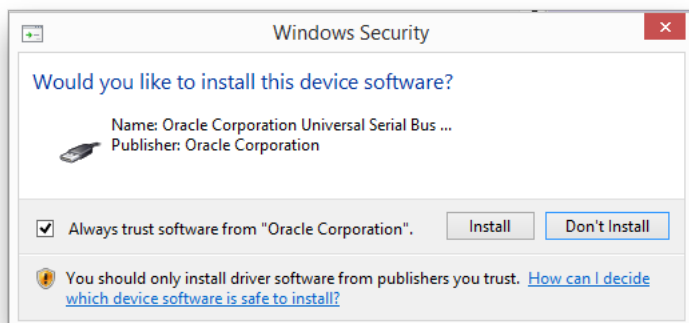 Windows Security
Would you like to install this device software?
Name: Oracle Corporation Universal Serial Bus ...
Publisher: Oracle Corporation
Always trust software from "Oracle Corporation".
Install
Don't Install
You should only install driver software from publishers you trust. How can I decide
which device software is safe to install?